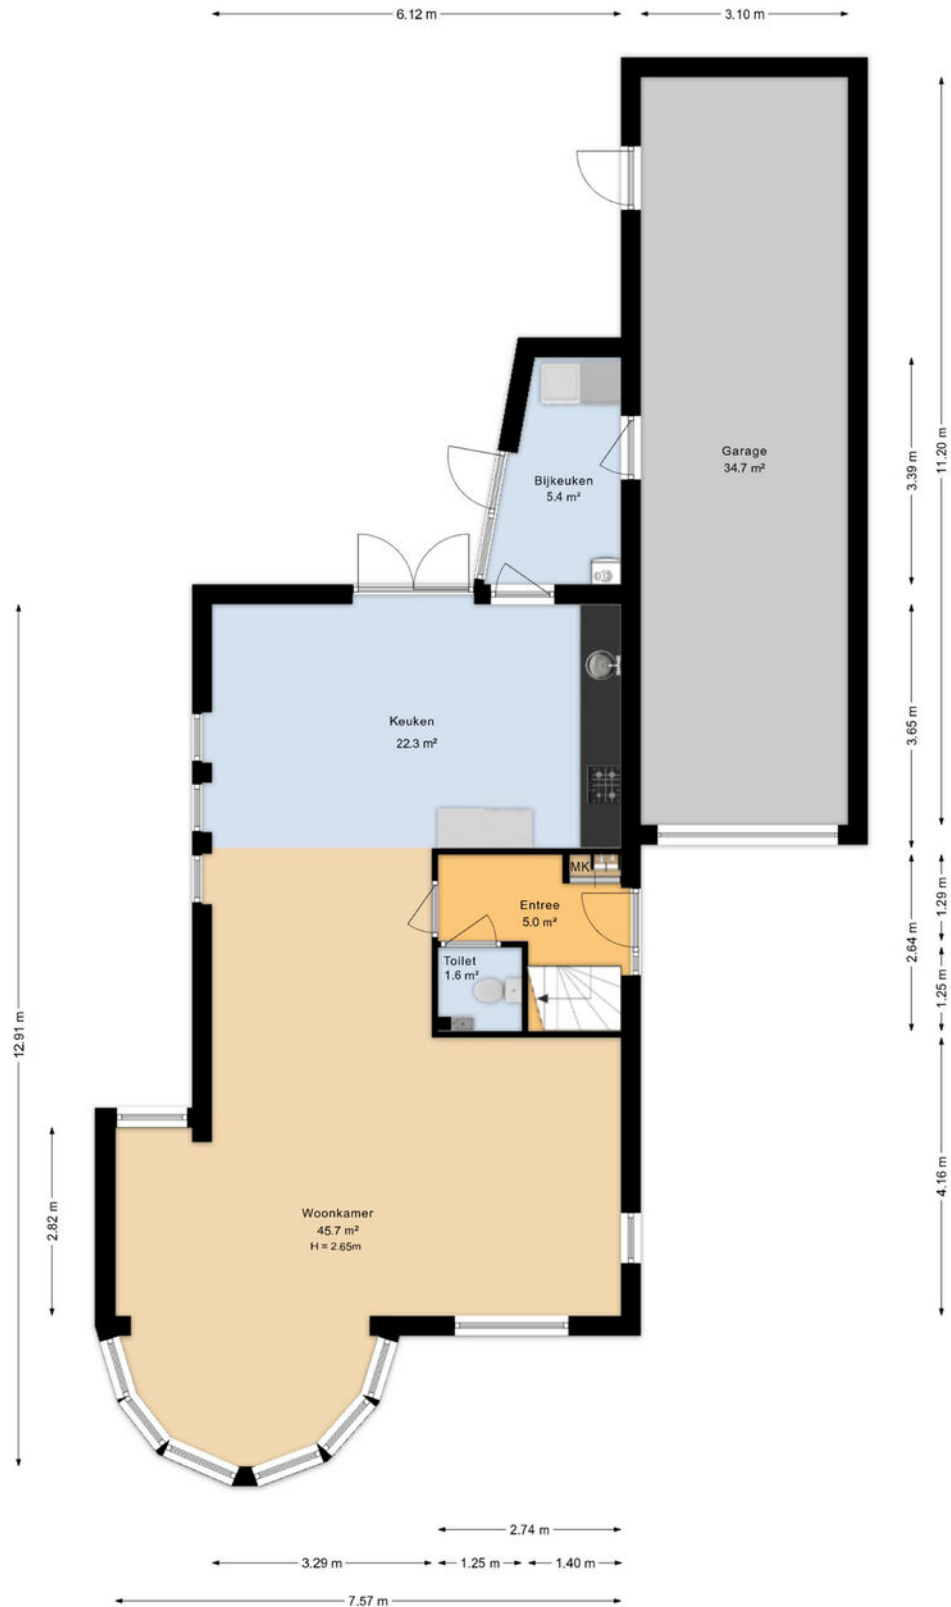 6.12 m
3.10 m
11.20 m
3.39 m
Garage
34.7 m²
Bijkeuken
5.4 m²
Keuken
22.3 m²
3.65 m
MK
Entree
5.0 m²
1.29 m
2.64 m
Toilet
1.6 m²
1.25 m
12.91 m
4.16 m
2.82 m
Woonkamer
45.7 m²
H = 2.65m
2.74 m
3.29 m
1.25 m
1.40 m
7.57 m